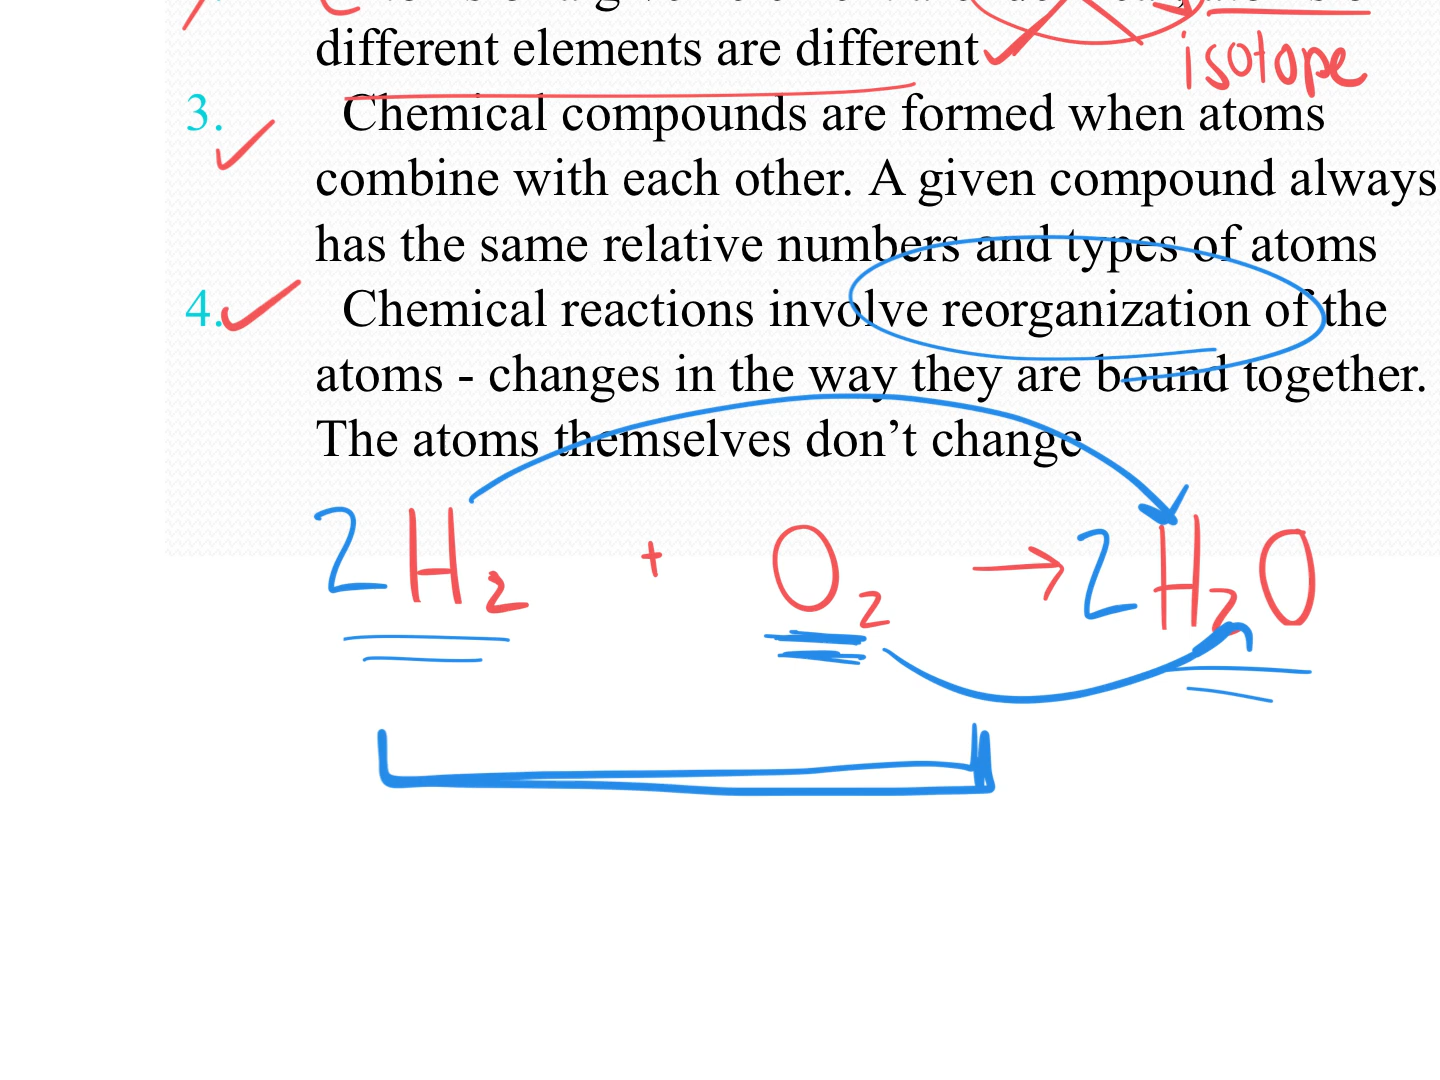 isotope
different elements are different
3. Chemical compounds are formed when atoms
combine with each other. A given compound always
has the same relative numbers and types of atoms
4. Chemical reactions involve reorganization of the
atoms - changes in the way they are bound together.
The atoms themselves don’t change
2H₂ + O₂ → 2H₂O